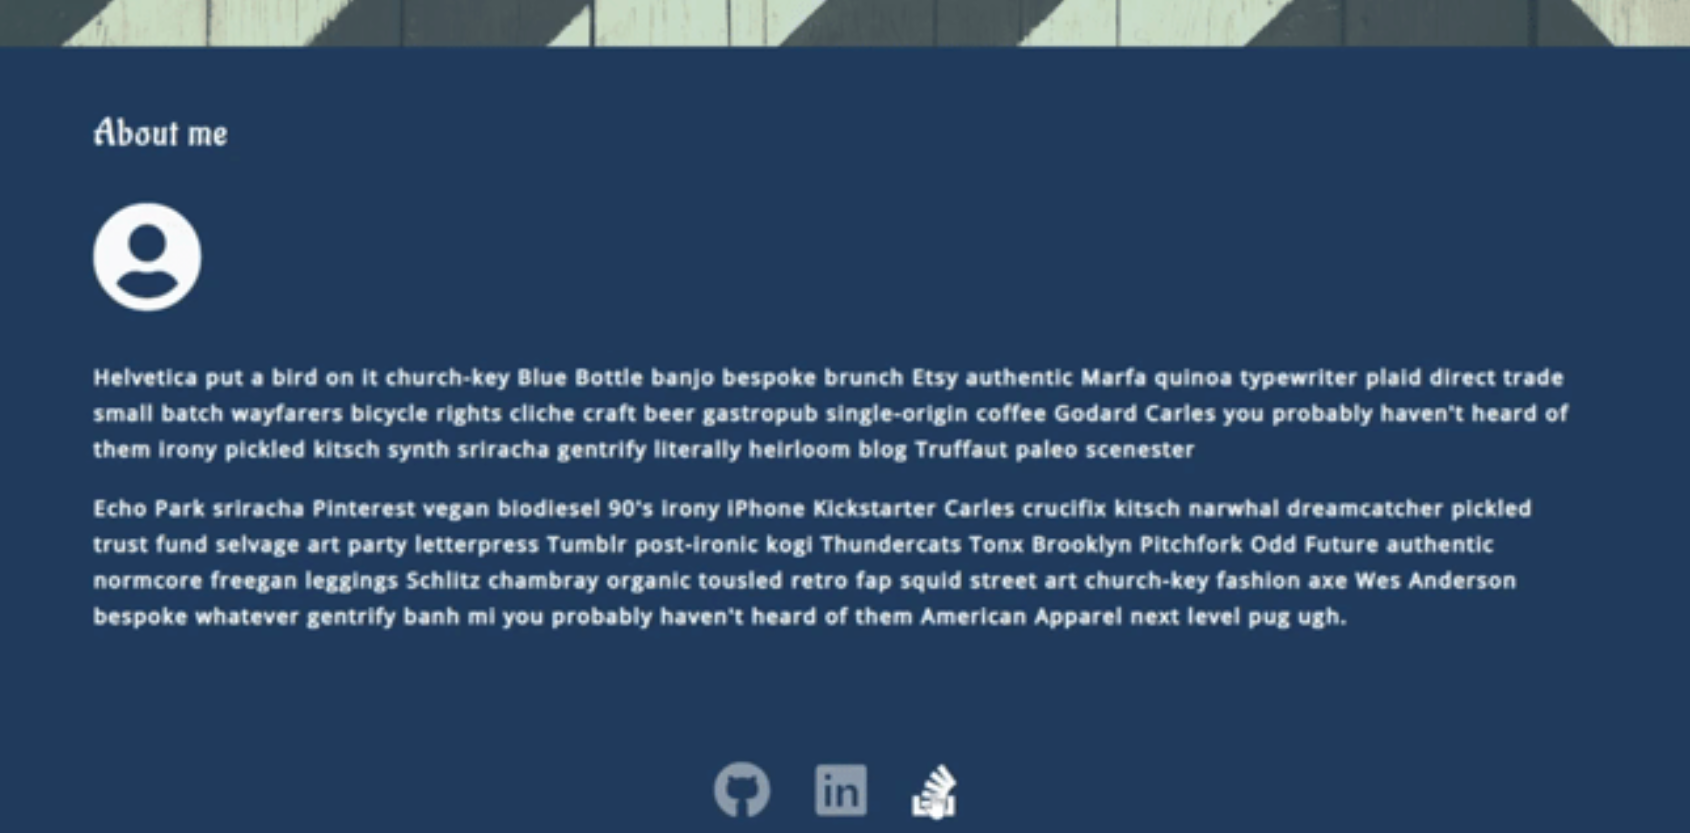 About me
Helvetica put a bird on it church-key Blue Bottle banjo bespoke brunch Etsy authentic Marfa quinoa typewriter plaid direct trade
small batch wayfarers bicycle rights cliche craft beer gastropub single-origin coffee Godard Carles you probably haven't heard of
them irony pickled kitsch synth sriracha gentrify literally heirloom blog Truffaut paleo scenester
Echo Park sriracha Pinterest vegan biodiesel 90's irony iPhone Kickstarter Carles crucifix kitsch narwhal dreamcatcher pickled
trust fund selvage art party letterpress Tumblr post-ironic kogi Thundercats Tonx Brooklyn Pitchfork Odd Future authentic
normcore freegan leggings Schlitz chambray organic tousled retro fap squid street art church-key fashion axe Wes Anderson
bespoke whatever gentrify banh mi you probably haven't heard of them American Apparel next level pug ugh.
in